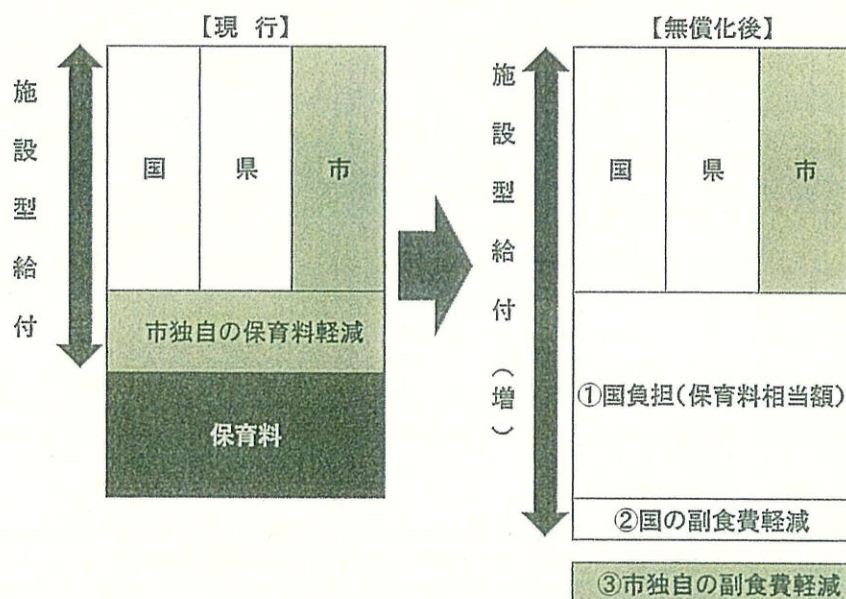 【現 行】
施設型給付
国
県
市
市独自の保育料軽減
保育料
【無償化後】
施設型給付(増)
国
県
市
①国負担(保育料相当額)
②国の副食費軽減
③市独自の副食費軽減